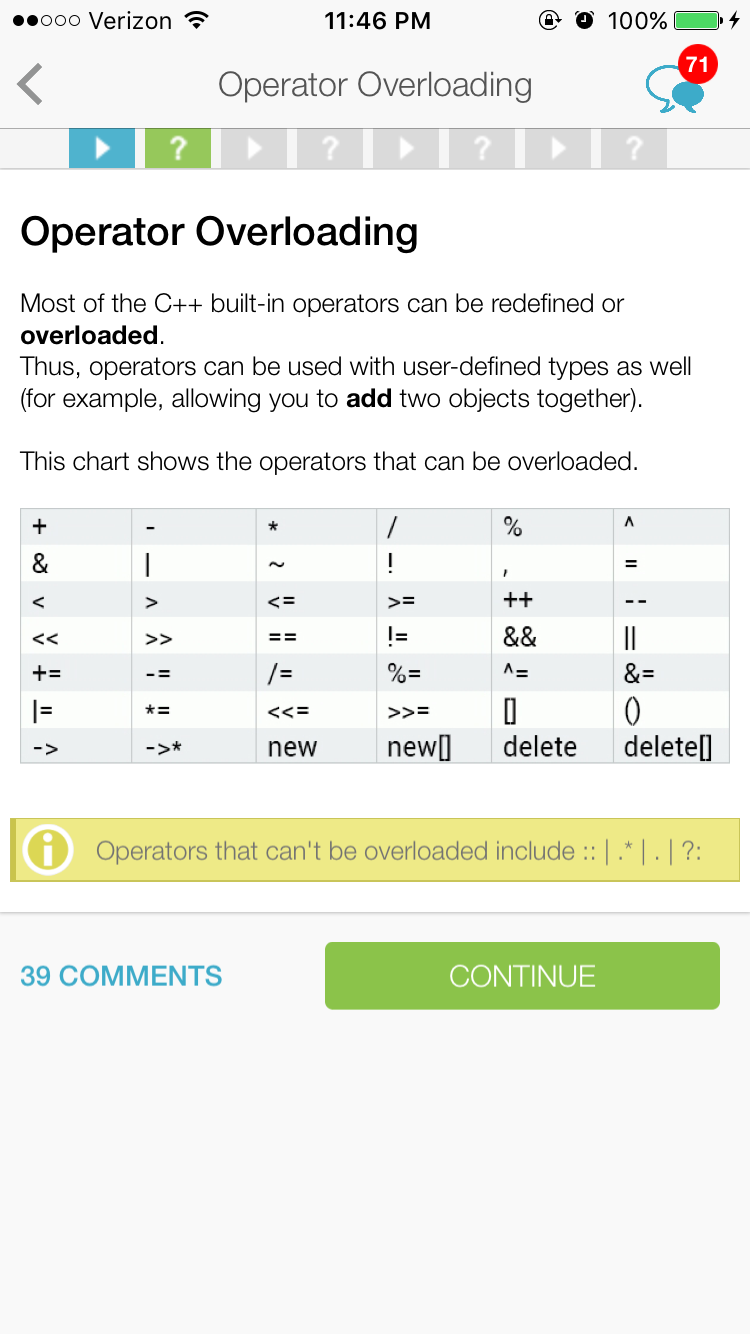 Verizon 11:46 PM 100%
Operator Overloading 71
? ? ? ?
Operator Overloading
Most of the C++ built-in operators can be redefined or
overloaded.
Thus, operators can be used with user-defined types as well
(for example, allowing you to add two objects together).
This chart shows the operators that can be overloaded.
+ - * / % ^
& | ~ ! , =
< > <= >= ++ --
<< >> == != && ||
+= -= /= %= ^= &=
|= *= <<= >>= [] ()
-> ->* new new[] delete delete[]
i Operators that can't be overloaded include :: | .* | . | ?:
39 COMMENTS CONTINUE